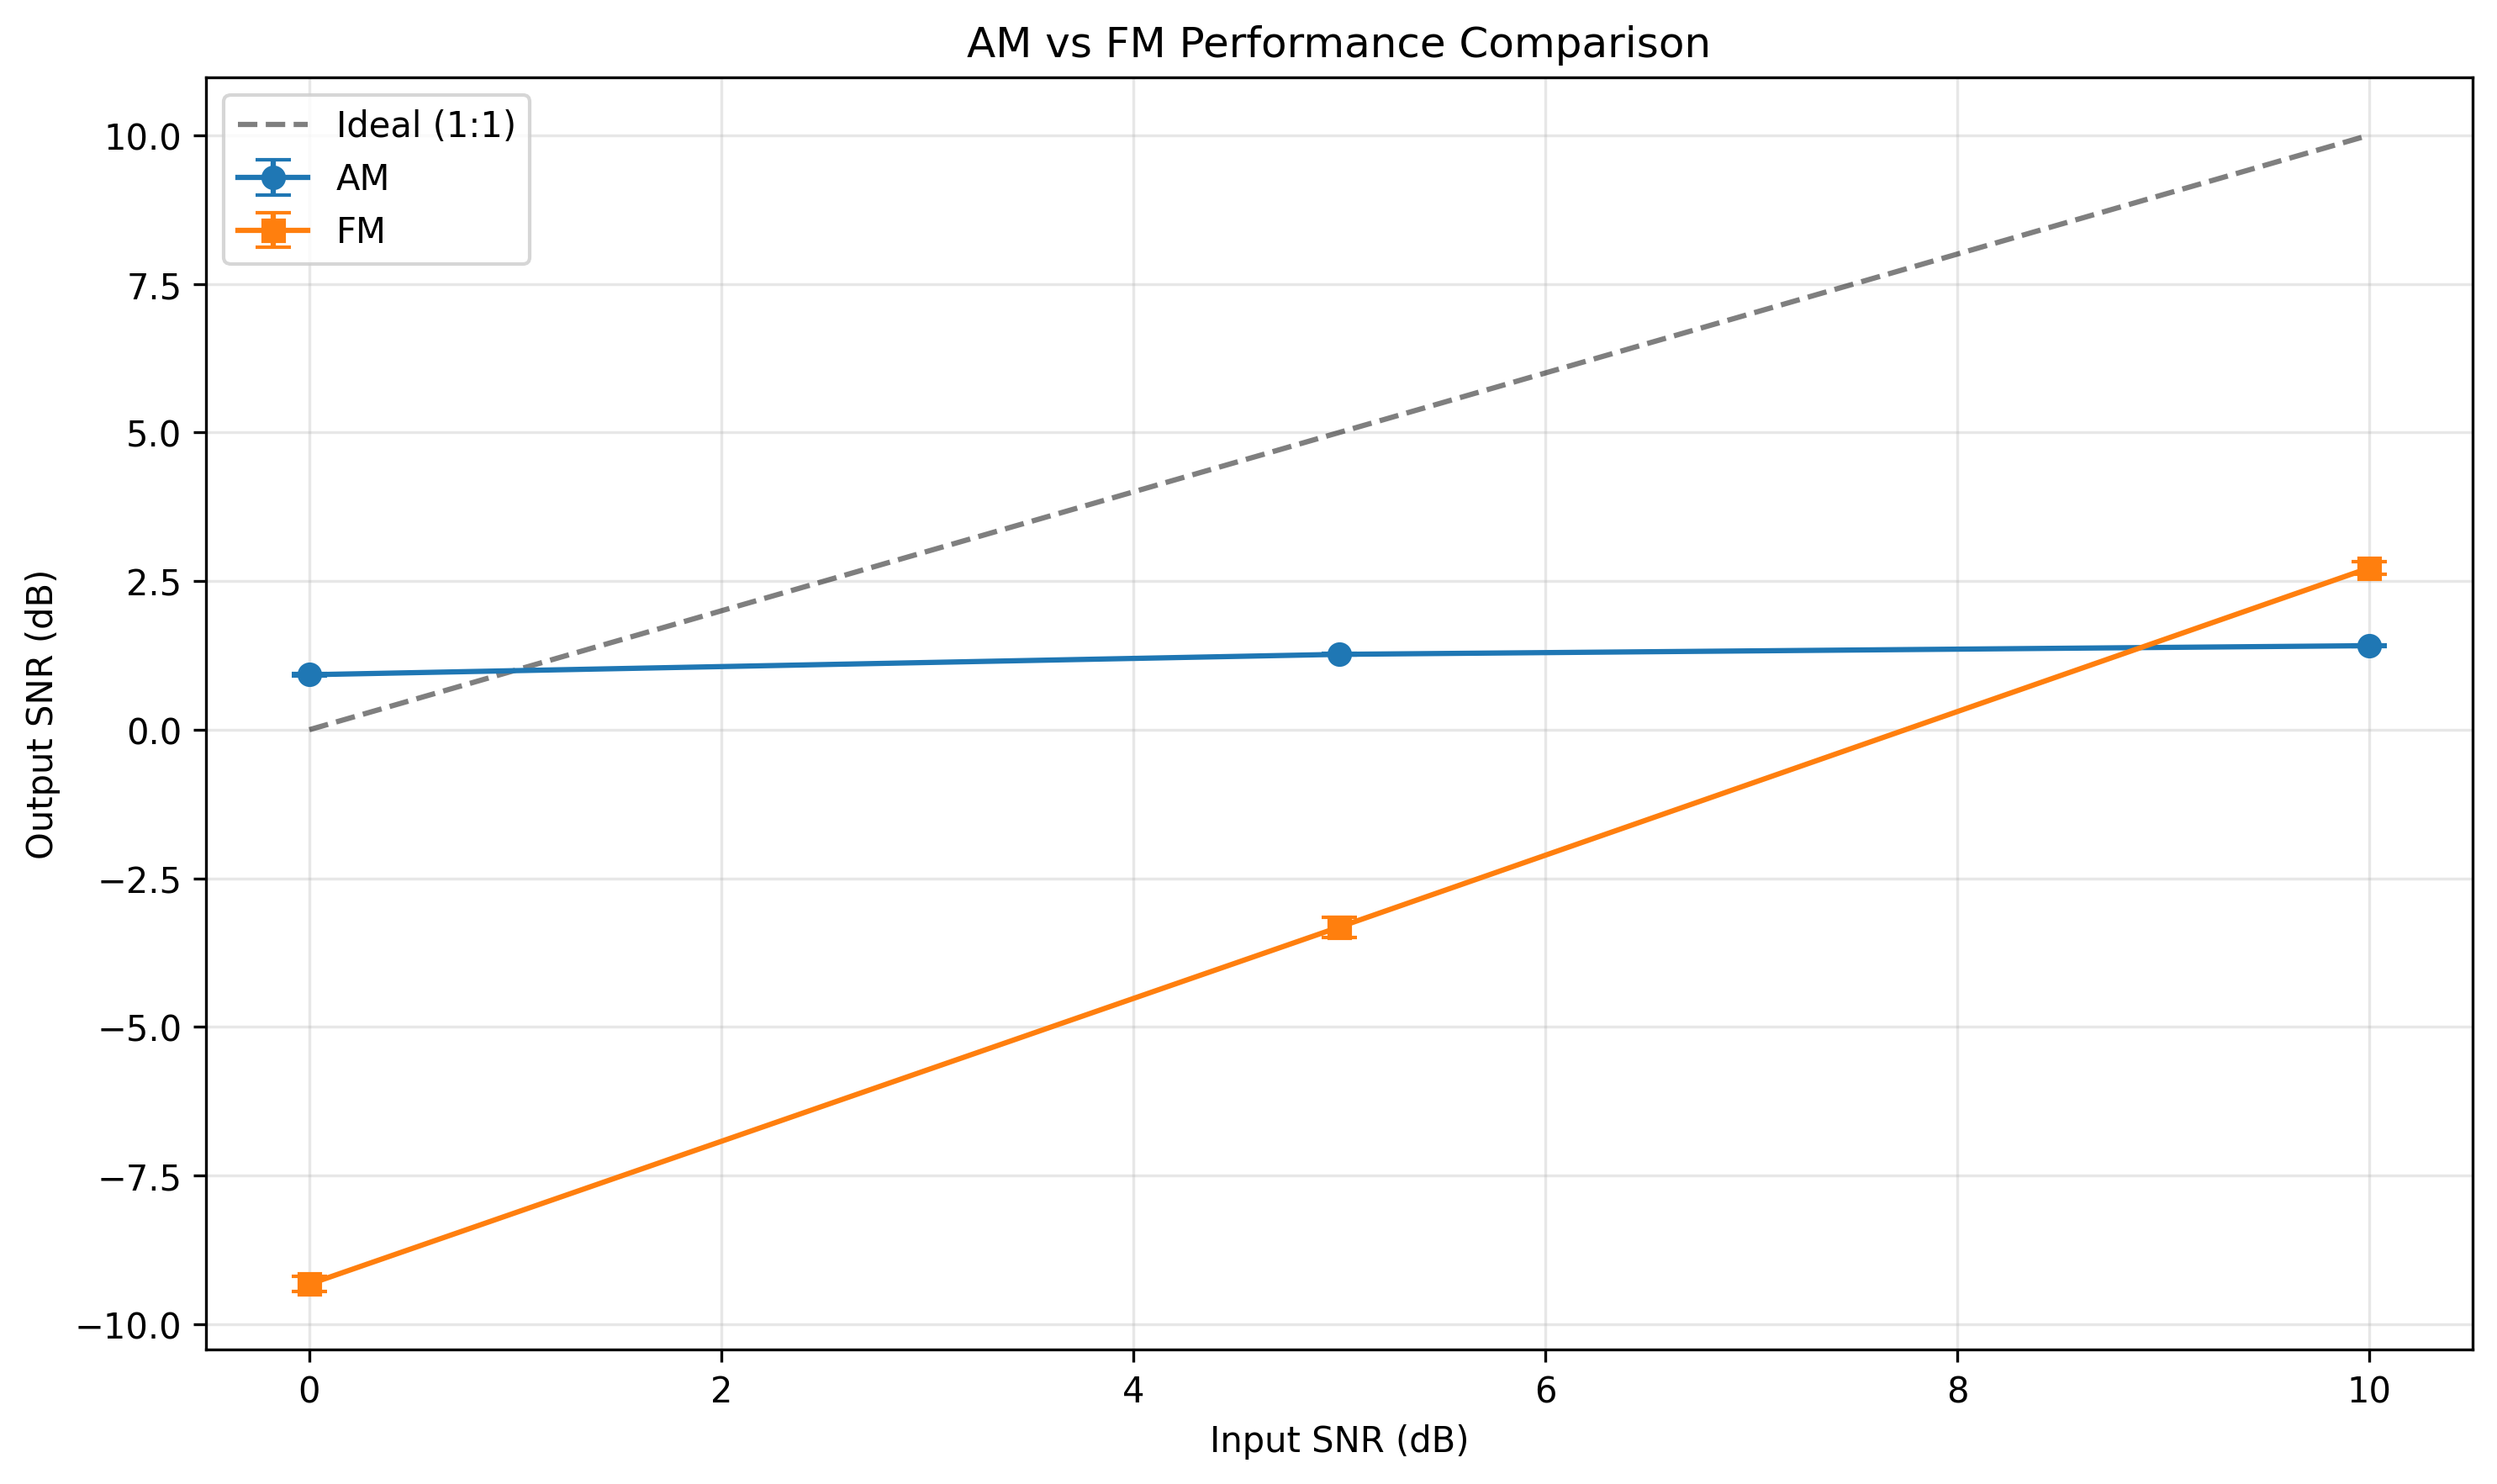 AM vs FM Performance Comparison
Ideal (1:1)
AM
FM
10.0
7.5
5.0
2.5
0.0
−2.5
−5.0
−7.5
−10.0
Output SNR (dB)
0 2 4 6 8 10
Input SNR (dB)